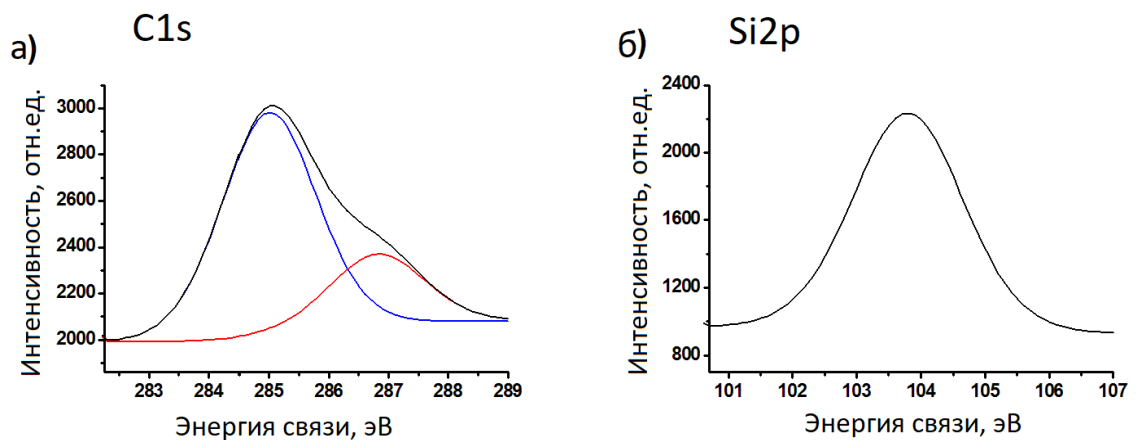 а)
C1s
Интенсивность, отн.ед.
3000
2800
2600
2400
2200
2000
283 284 285 286 287 288 289
Энергия связи, эВ
б)
Si2p
Интенсивность, отн.ед.
2400
2000
1600
1200
800
101 102 103 104 105 106 107
Энергия связи, эВ